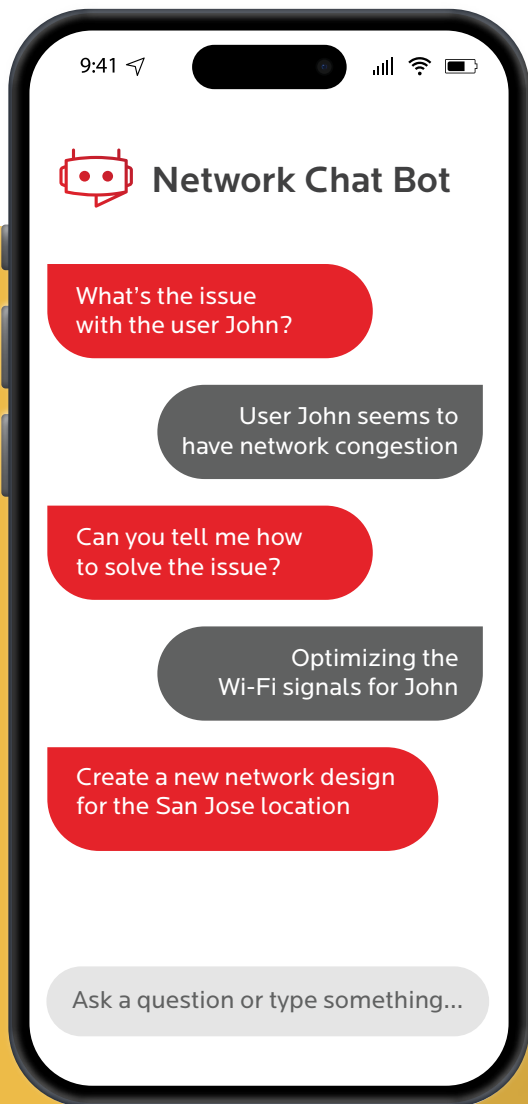 9:41
Network Chat Bot
What's the issue
with the user John?
User John seems to
have network congestion
Can you tell me how
to solve the issue?
Optimizing the
Wi-Fi signals for John
Create a new network design
for the San Jose location
Ask a question or type something...